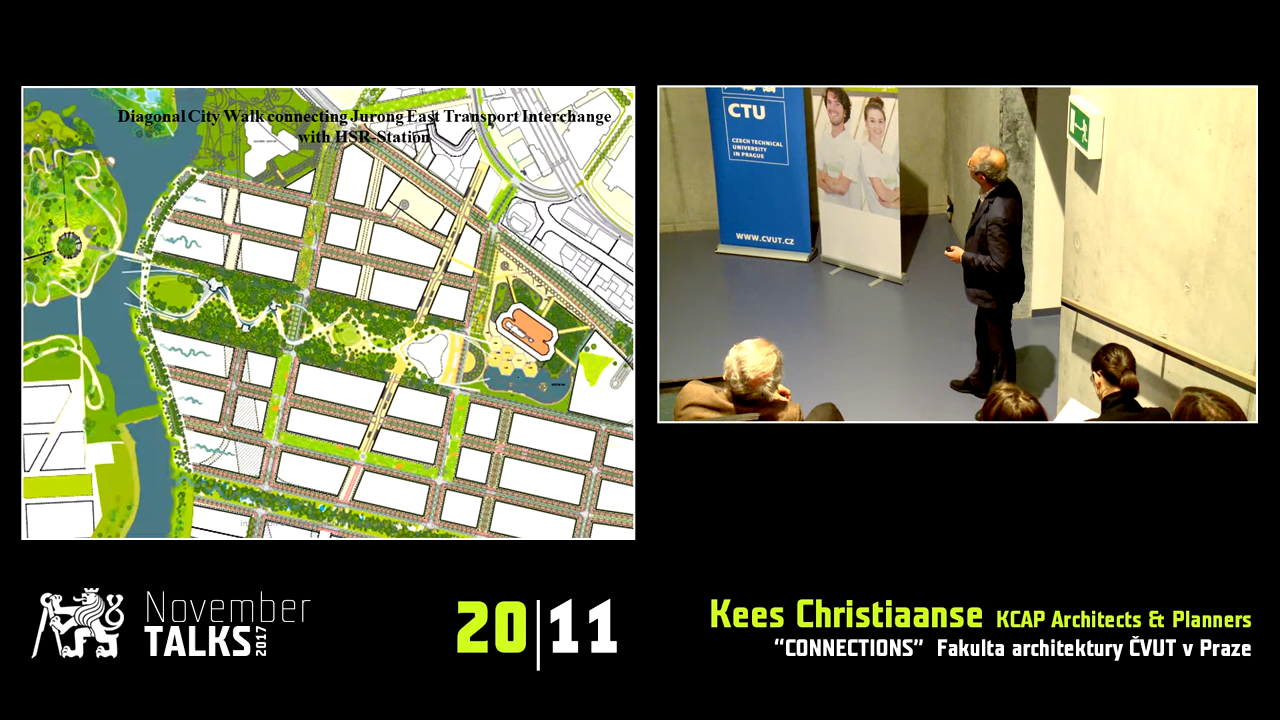 Diagonal City Walk connecting Jurong East Transport Interchange
with HSR-Station
CTU
CZECH TECHNICAL
UNIVERSITY
IN PRAGUE
WWW.CVUT.CZ
November
TALKS 2017
20|11
Kees Christiaanse KCAP Architects & Planners
“CONNECTIONS” Fakulta architektury ČVUT v Praze